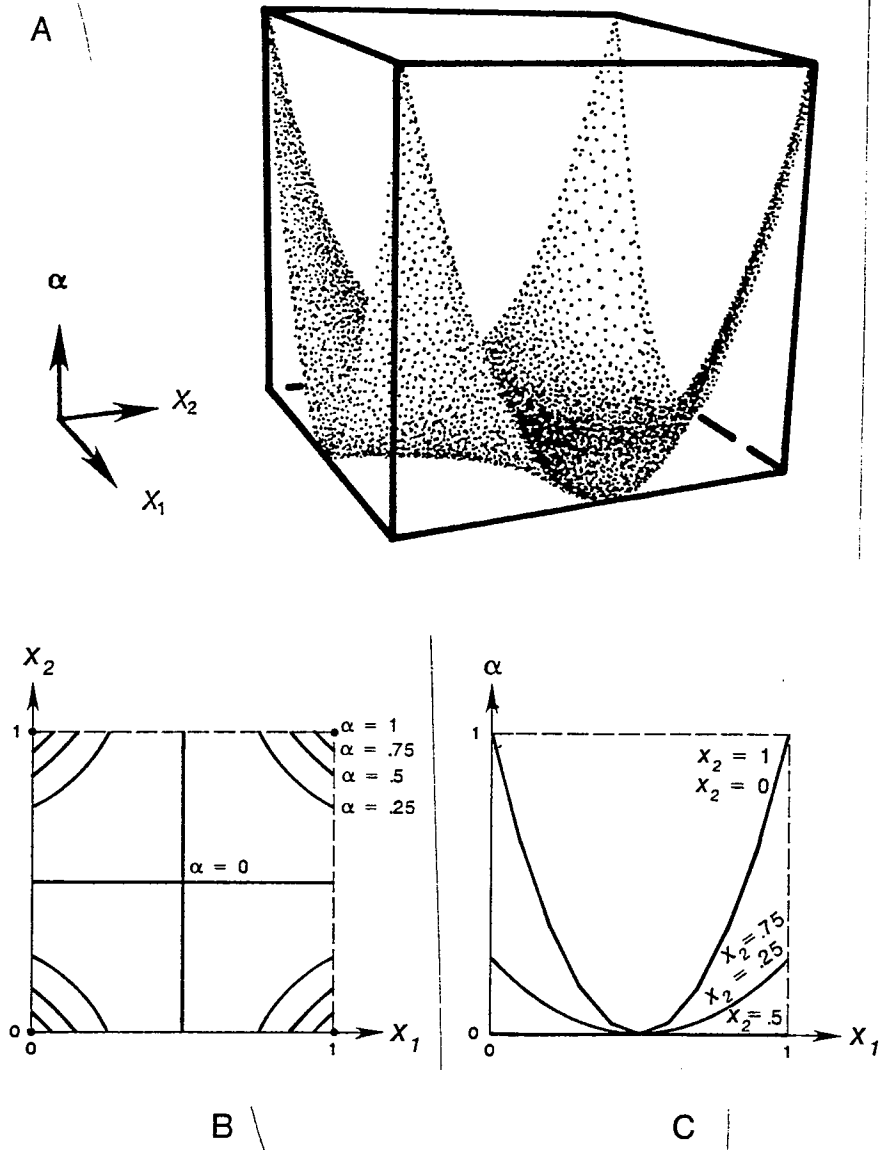 A
α
X₂
X₁
X₂
1
α = 1
α = .75
α = .5
α = .25
α = 0
0
0
1
X₁
B
α
1
X₂ = 1
X₂ = 0
X₂ = .75
X₂ = .25
X₂ = .5
0
0
1
X₁
C